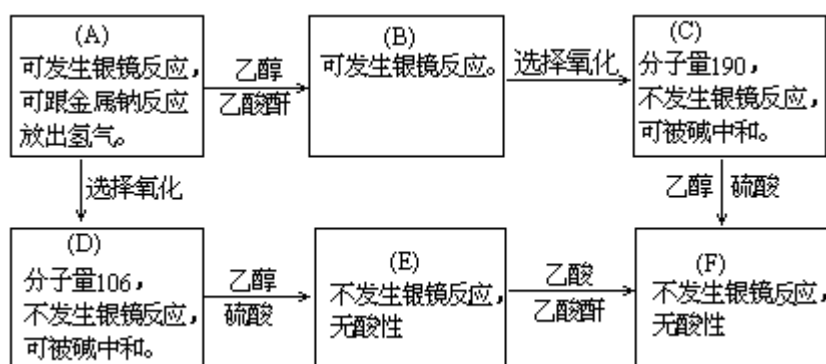 (A)
可发生银镜反应，
可跟金属钠反应
放出氢气。
乙醇
乙酸酐
(B)
可发生银镜反应。
选择氧化
(C)
分子量190，
不发生银镜反应，
可被碱中和。
选择氧化
乙醇 硫酸
(D)
分子量106，
不发生银镜反应，
可被碱中和。
乙醇
硫酸
(E)
不发生银镜反应，
无酸性
乙酸
乙酸酐
(F)
不发生银镜反应，
无酸性